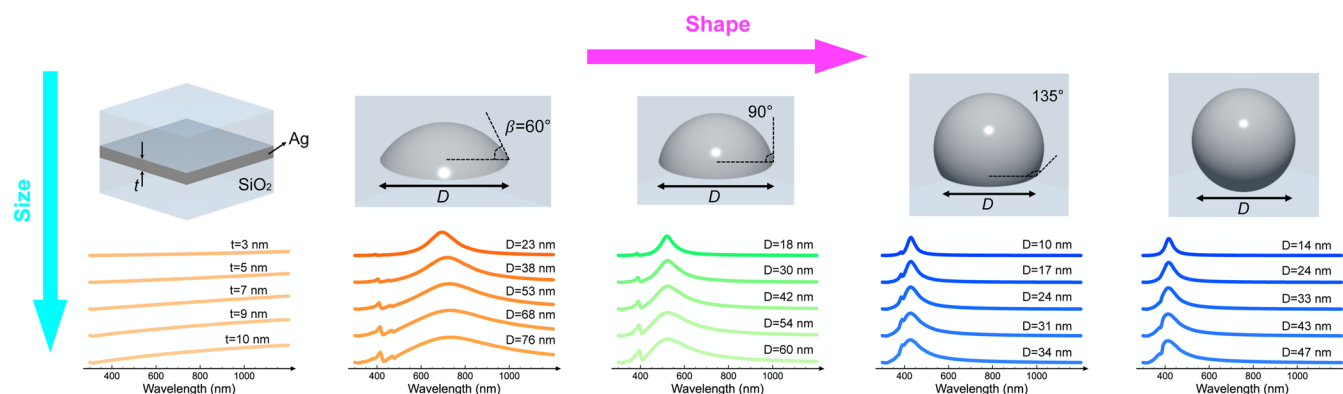 Shape
Size
t
Ag
SiO₂
β=60°
D
90°
D
135°
D
D
t=3 nm
t=5 nm
t=7 nm
t=9 nm
t=10 nm
400 600 800 1000
Wavelength (nm)
D=23 nm
D=38 nm
D=53 nm
D=68 nm
D=76 nm
400 600 800 1000
Wavelength (nm)
D=18 nm
D=30 nm
D=42 nm
D=54 nm
D=60 nm
400 600 800 1000
Wavelength (nm)
D=10 nm
D=17 nm
D=24 nm
D=31 nm
D=34 nm
400 600 800 1000
Wavelength (nm)
D=14 nm
D=24 nm
D=33 nm
D=43 nm
D=47 nm
400 600 800 1000
Wavelength (nm)